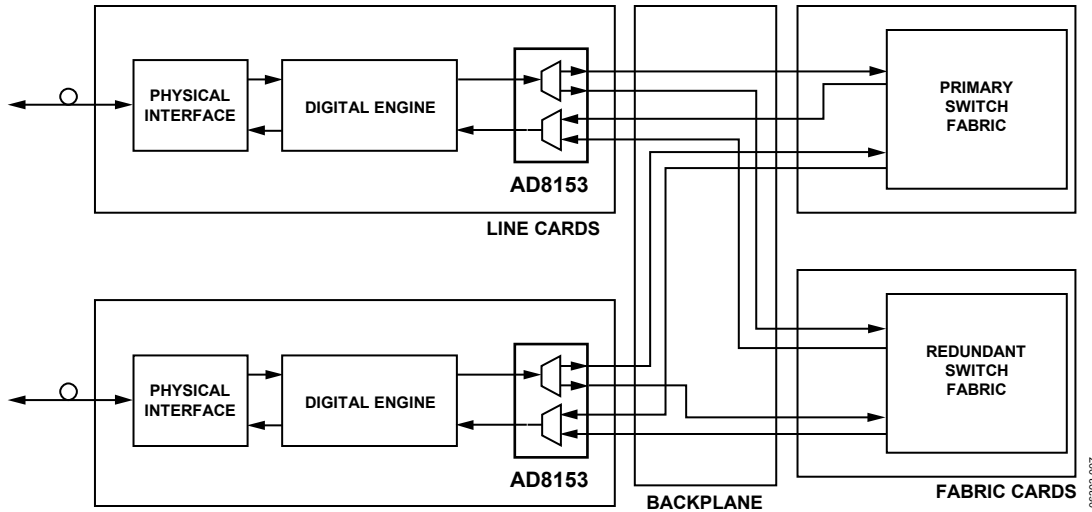 PHYSICAL
INTERFACE
DIGITAL ENGINE
AD8153
LINE CARDS
PRIMARY
SWITCH
FABRIC
PHYSICAL
INTERFACE
DIGITAL ENGINE
AD8153
BACKPLANE
REDUNDANT
SWITCH
FABRIC
FABRIC CARDS